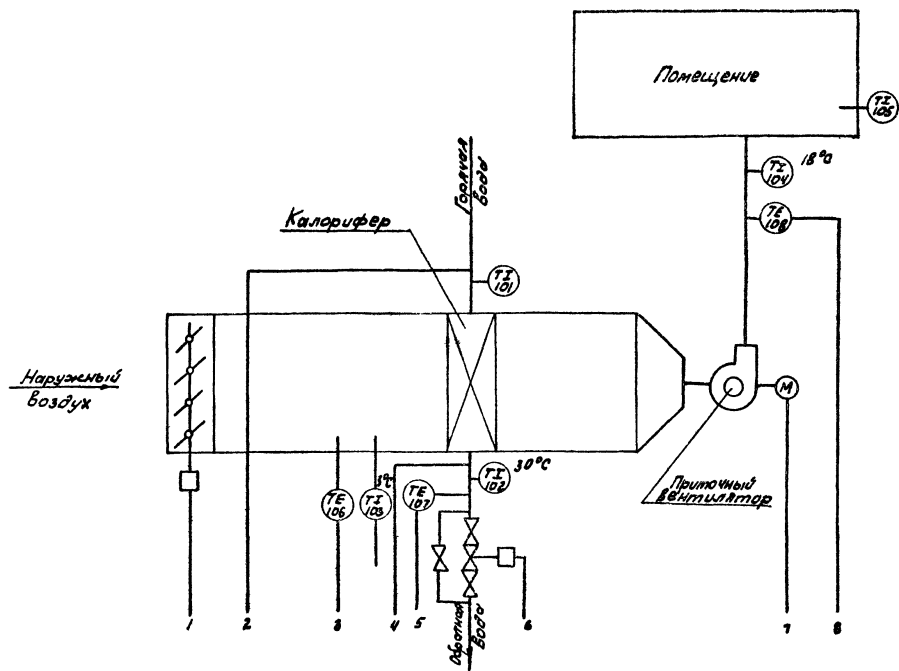 Помещение
TI
105
TI
104
18°С
TE
108
Горячая
вода
Калорифер
TI
101
Наружный
воздух
M
30°С
TI
102
TE
107
3°С
TE
106
TI
103
Приточный
вентилятор
Обратная
вода
1
2
3
4
5
6
7
8